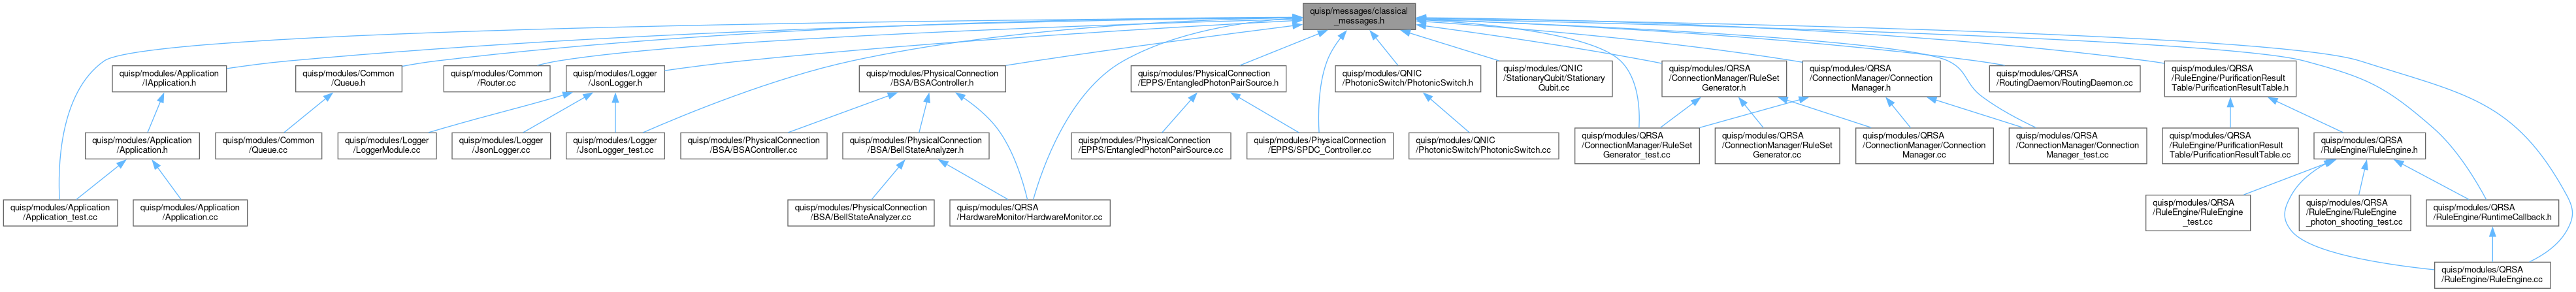 quisp/messages/classical
_messages.h
quisp/modules/Application
/IApplication.h
quisp/modules/Common
/Queue.h
quisp/modules/Common
/Router.cc
quisp/modules/Logger
/JsonLogger.h
quisp/modules/PhysicalConnection
/BSA/BSAController.h
quisp/modules/PhysicalConnection
/EPPS/EntangledPhotonPairSource.h
quisp/modules/QNIC
/PhotonicSwitch/PhotonicSwitch.h
quisp/modules/QNIC
/StationaryQubit/Stationary
Qubit.cc
quisp/modules/QRSA
/ConnectionManager/RuleSet
Generator.h
quisp/modules/QRSA
/ConnectionManager/Connection
Manager.h
quisp/modules/QRSA
/RoutingDaemon/RoutingDaemon.cc
quisp/modules/QRSA
/RuleEngine/PurificationResult
Table/PurificationResultTable.h
quisp/modules/Application
/Application.h
quisp/modules/Common
/Queue.cc
quisp/modules/Logger
/LoggerModule.cc
quisp/modules/Logger
/JsonLogger.cc
quisp/modules/Logger
/JsonLogger_test.cc
quisp/modules/PhysicalConnection
/BSA/BSAController.cc
quisp/modules/PhysicalConnection
/BSA/BellStateAnalyzer.h
quisp/modules/PhysicalConnection
/EPPS/EntangledPhotonPairSource.cc
quisp/modules/PhysicalConnection
/EPPS/SPDC_Controller.cc
quisp/modules/QNIC
/PhotonicSwitch/PhotonicSwitch.cc
quisp/modules/QRSA
/ConnectionManager/RuleSet
Generator_test.cc
quisp/modules/QRSA
/ConnectionManager/RuleSet
Generator.cc
quisp/modules/QRSA
/ConnectionManager/Connection
Manager.cc
quisp/modules/QRSA
/ConnectionManager/Connection
Manager_test.cc
quisp/modules/QRSA
/RuleEngine/PurificationResult
Table/PurificationResultTable.cc
quisp/modules/QRSA
/RuleEngine/RuleEngine.h
quisp/modules/Application
/Application_test.cc
quisp/modules/Application
/Application.cc
quisp/modules/PhysicalConnection
/BSA/BellStateAnalyzer.cc
quisp/modules/QRSA
/HardwareMonitor/HardwareMonitor.cc
quisp/modules/QRSA
/RuleEngine/RuleEngine
_test.cc
quisp/modules/QRSA
/RuleEngine/RuleEngine
_photon_shooting_test.cc
quisp/modules/QRSA
/RuleEngine/RuntimeCallback.h
quisp/modules/QRSA
/RuleEngine/RuleEngine.cc